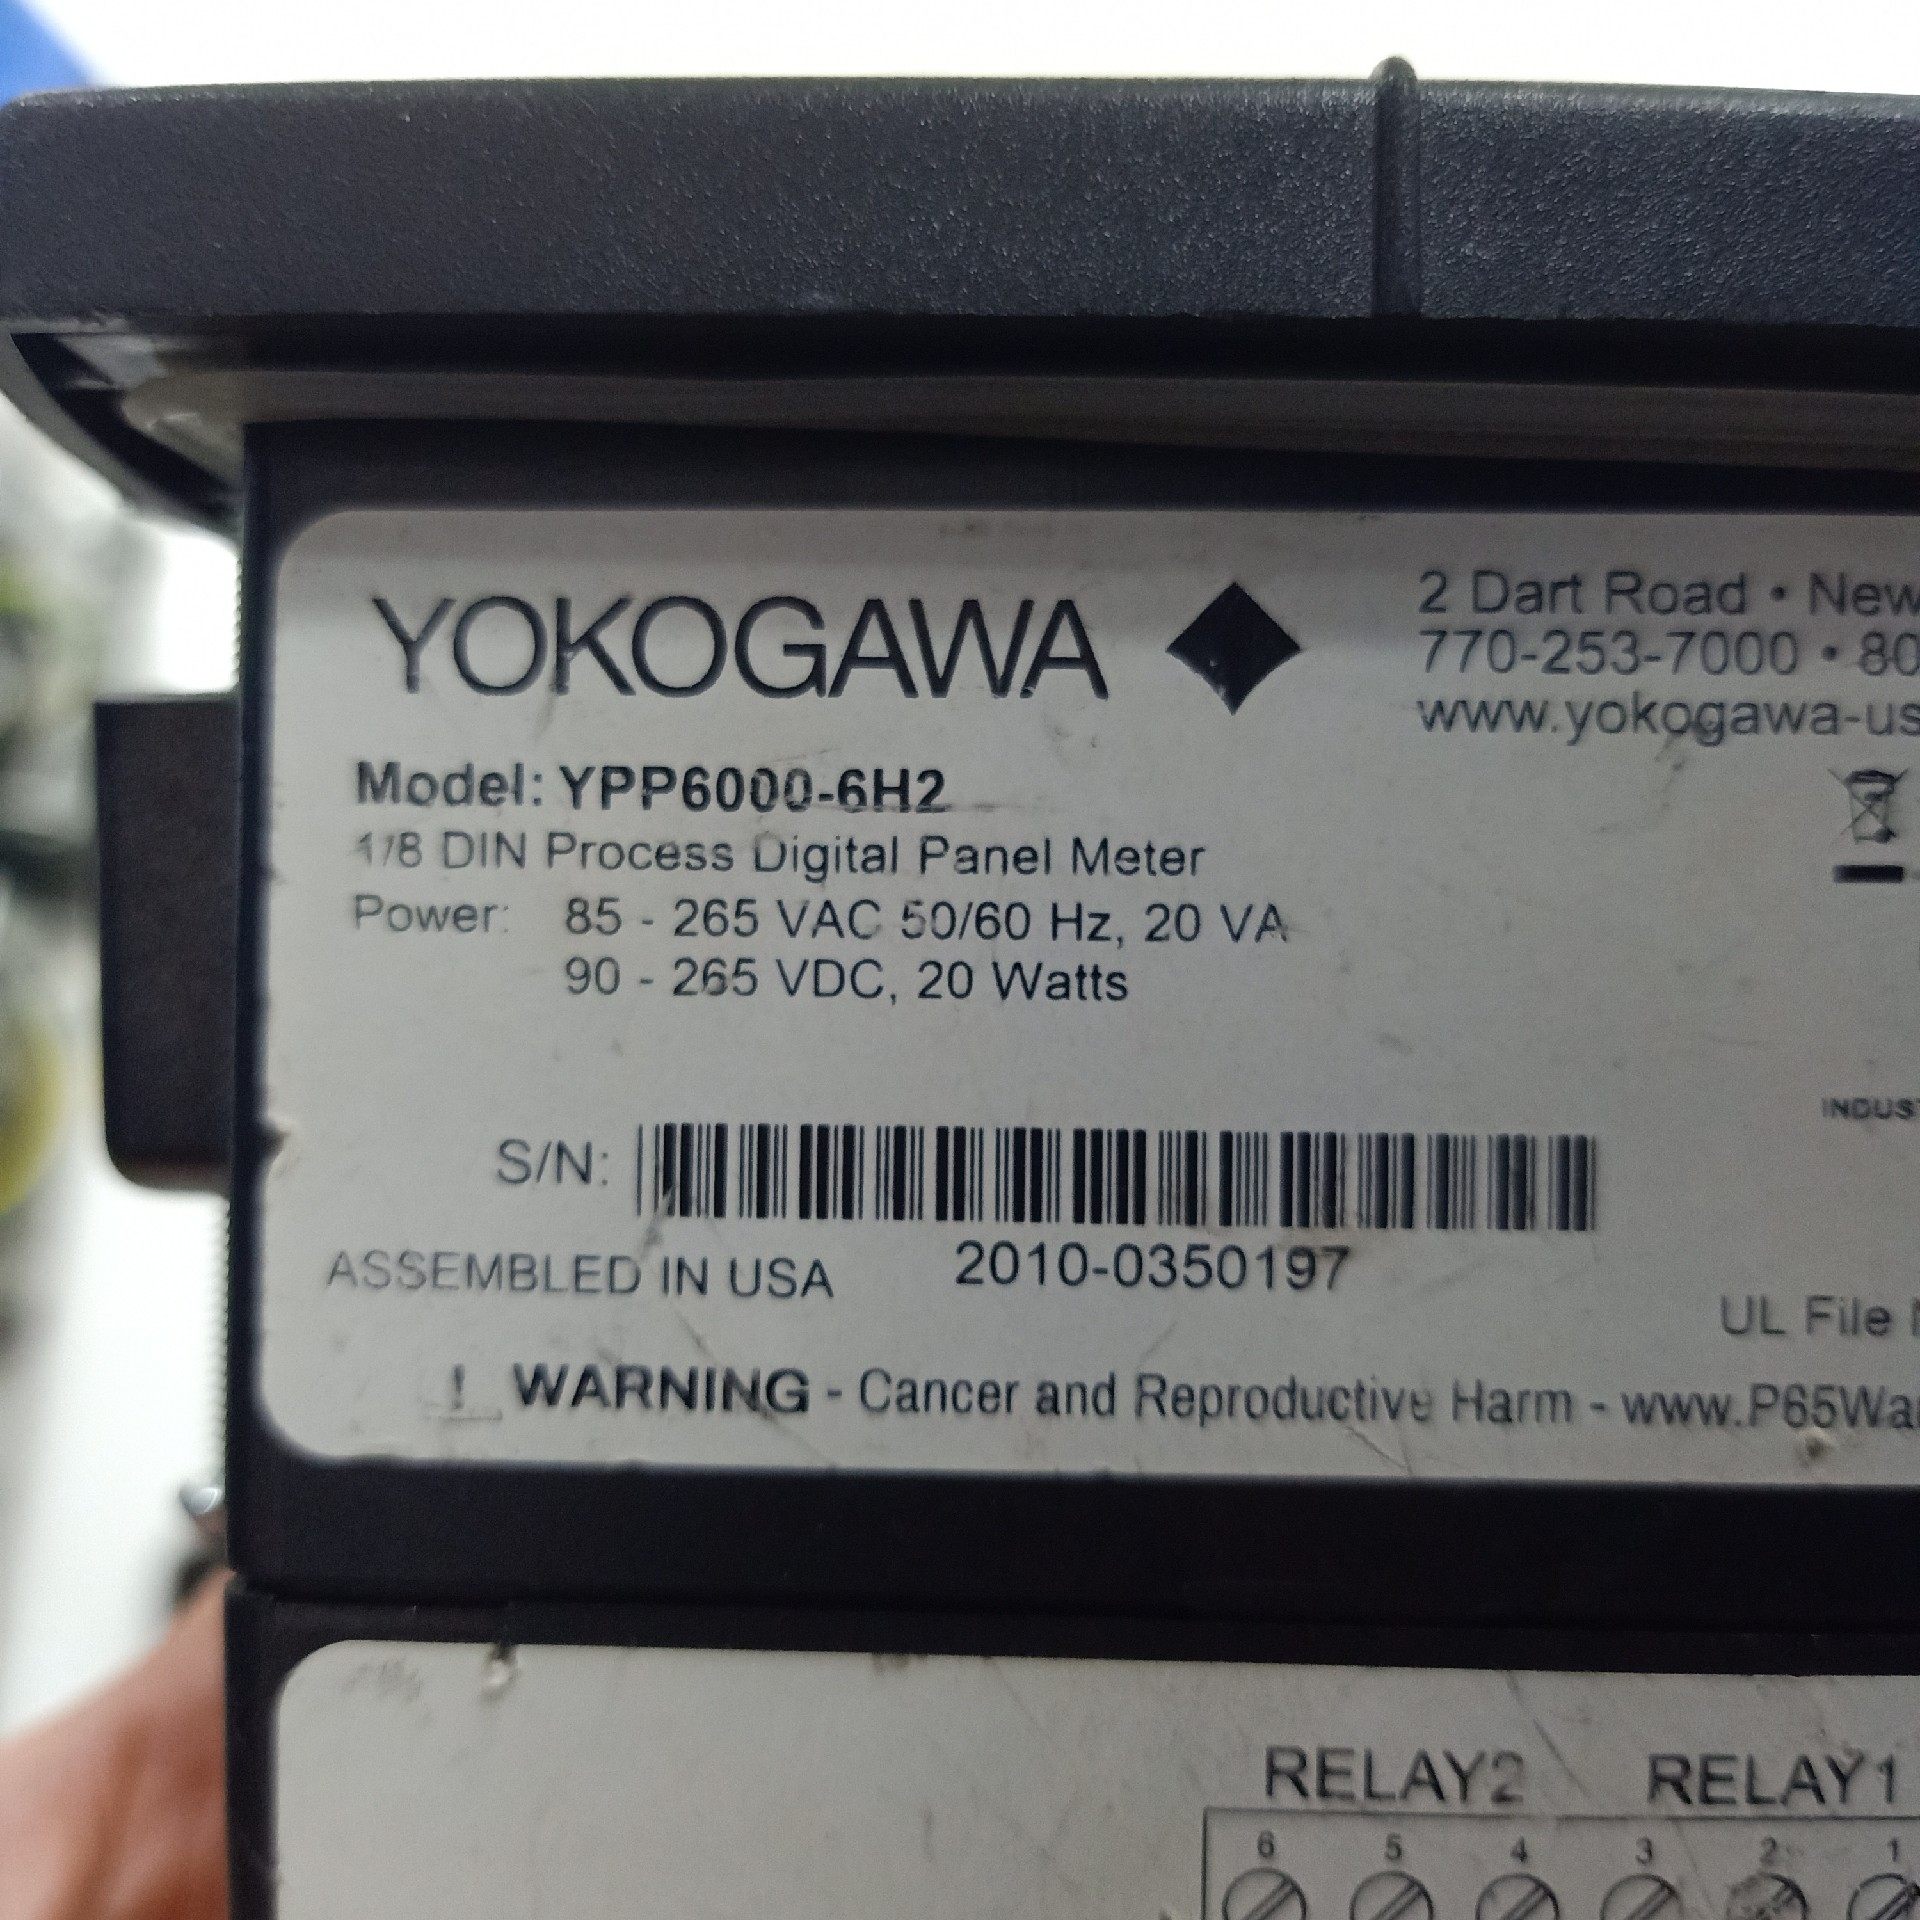 YOKOGAWA
2 Dart Road • New
770-253-7000 • 80
www.yokogawa-us
Model: YPP6000-6H2
1/8 DIN Process Digital Panel Meter
Power: 85 - 265 VAC 50/60 Hz, 20 VA
90 - 265 VDC, 20 Watts
INDUST
S/N:
ASSEMBLED IN USA 2010-0350197
UL File
! WARNING - Cancer and Reproductive Harm - www.P65Wa
RELAY2 RELAY1
6 5 4 3 2 1